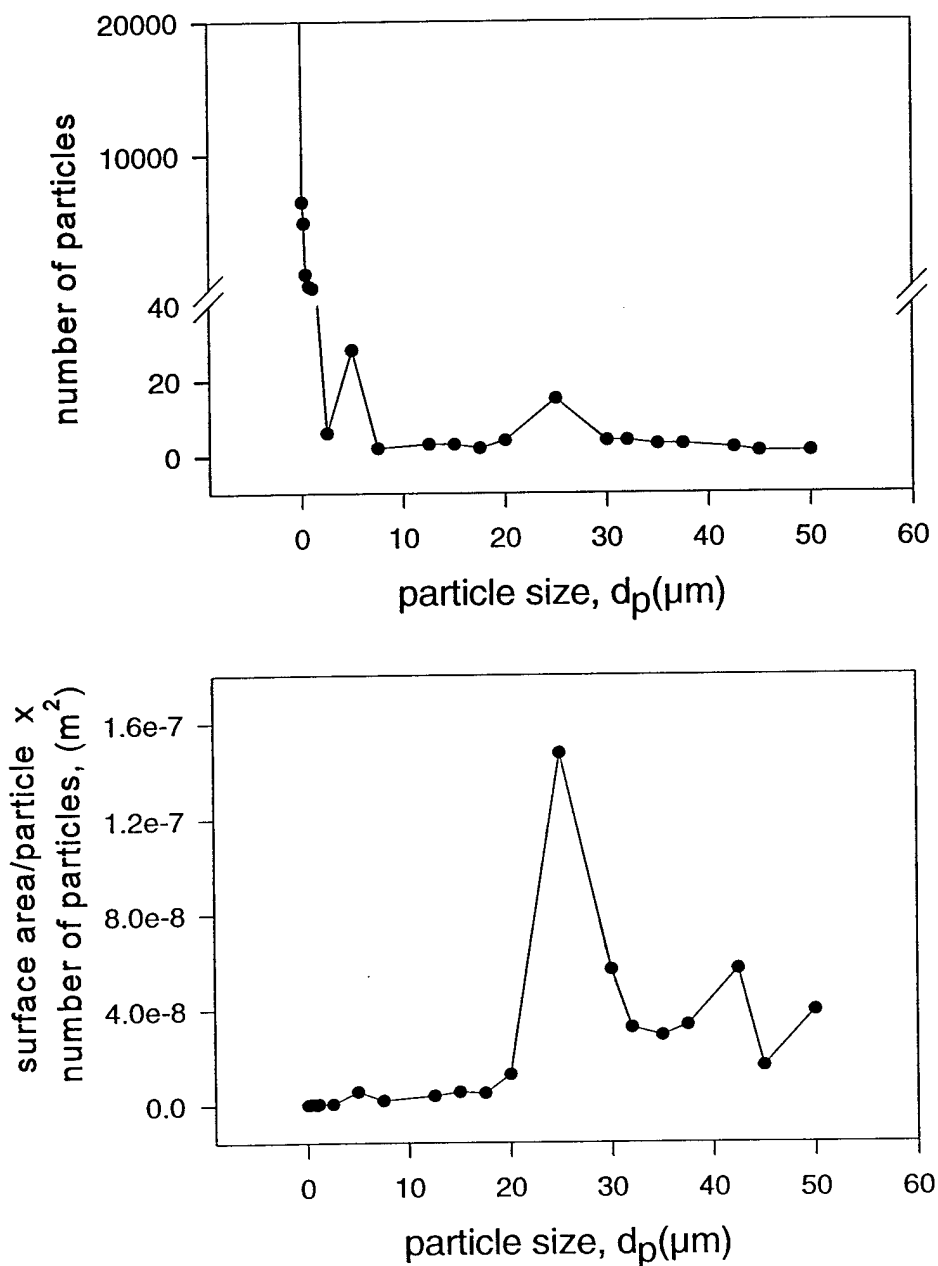 20000
10000
40
20
0
number of particles
0 10 20 30 40 50 60
particle size, dp(μm)
1.6e-7
1.2e-7
8.0e-8
4.0e-8
0.0
surface area/particle x
number of particles, (m²)
0 10 20 30 40 50 60
particle size, dp(μm)